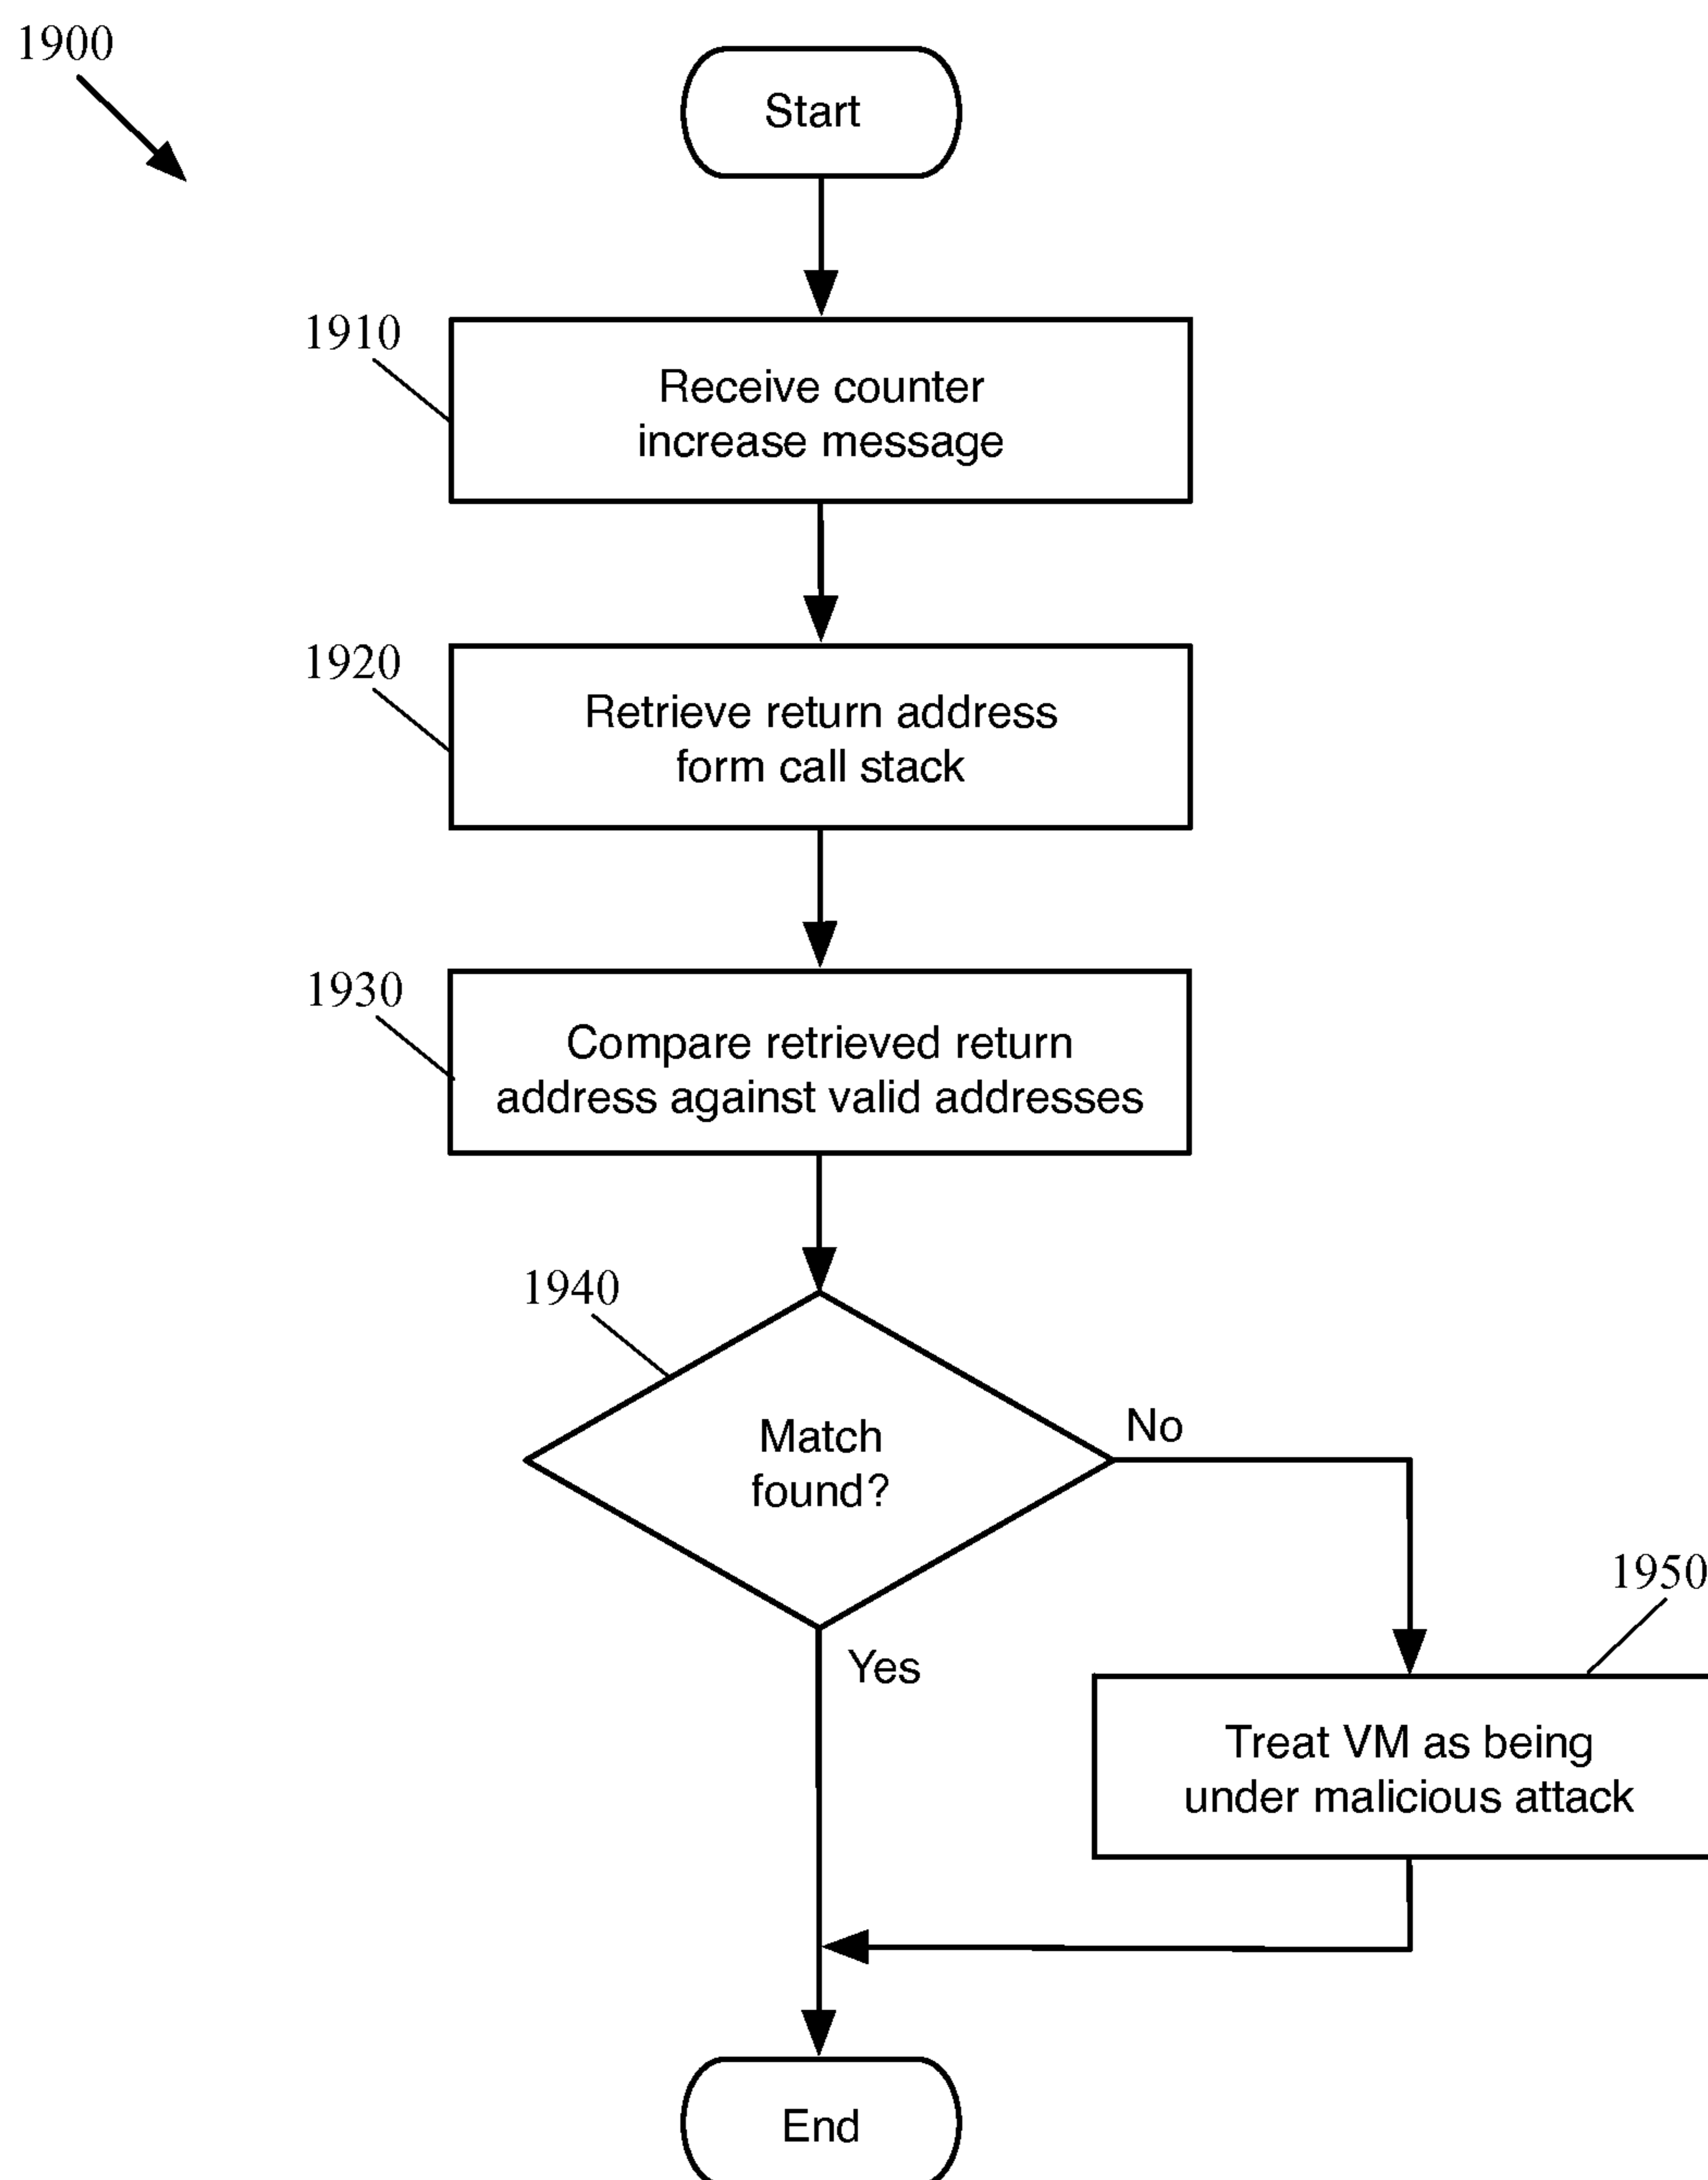 1900
Start
1910
Receive counter
increase message
1920
Retrieve return address
form call stack
1930
Compare retrieved return
address against valid addresses
1940
Match
found?
No
Yes
1950
Treat VM as being
under malicious attack
End